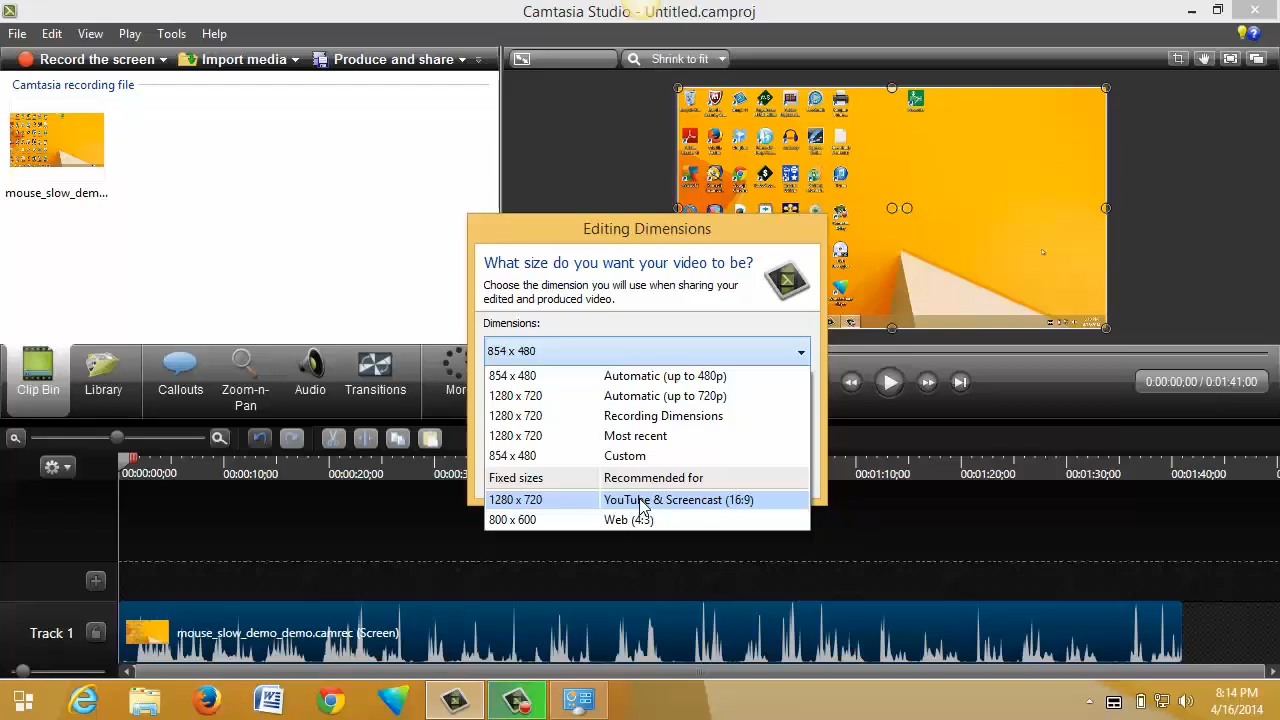 Camtasia Studio - Untitled.camproj
File Edit View Play Tools Help
Record the screen Import media Produce and share
Shrink to fit
Camtasia recording file
mouse_slow_demo...
Editing Dimensions
What size do you want your video to be?
Choose the dimension you will use when sharing your
edited and produced video.
Dimensions:
854 x 480
854 x 480 Automatic (up to 480p)
1280 x 720 Automatic (up to 720p)
1280 x 720 Recording Dimensions
1280 x 720 Most recent
854 x 480 Custom
Fixed sizes Recommended for
1280 x 720 YouTube & Screencast (16:9)
800 x 600 Web (4:3)
Clip Bin Library Callouts Zoom-n-Pan Audio Transitions Mor
0:00:00;00 / 0:01:41;00
00:00:00;00 00:00:10;00 00:00:20;00 00:00:3 00:01:10;00 00:01:20;00 00:01:30;00 00:01:40;00
Track 1
mouse_slow_demo_demo.camrec (Screen)
8:14 PM
4/16/2014